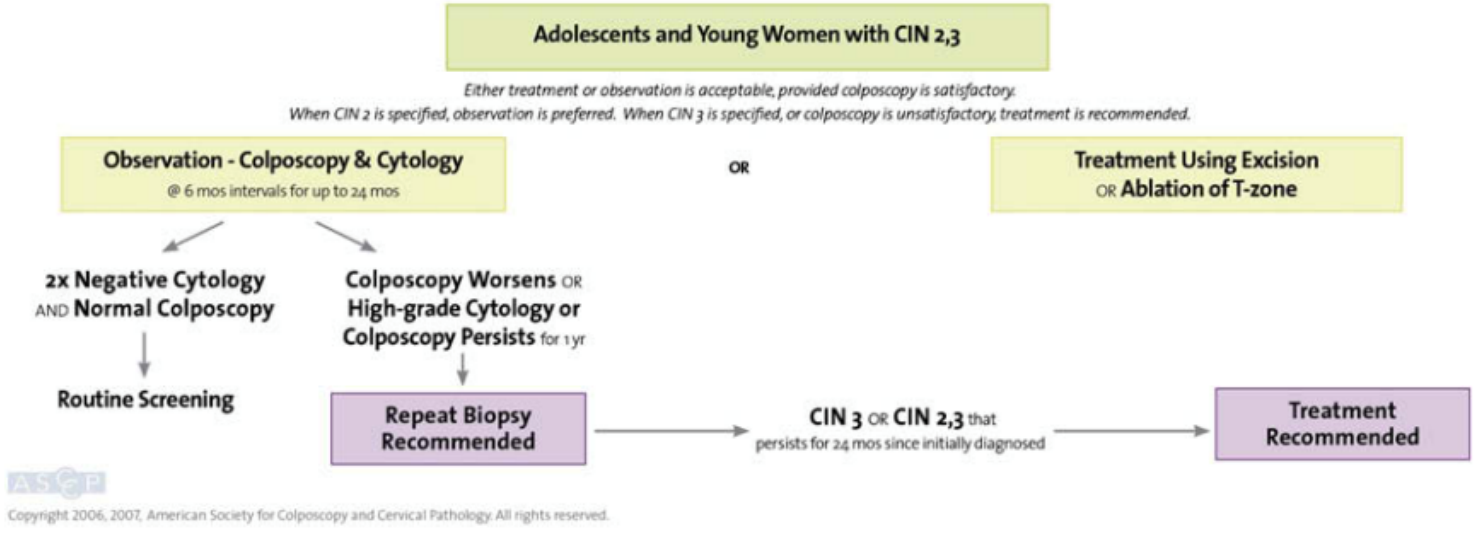 Adolescents and Young Women with CIN 2,3
Either treatment or observation is acceptable, provided colposcopy is satisfactory.
When CIN 2 is specified, observation is preferred. When CIN 3 is specified, or colposcopy is unsatisfactory, treatment is recommended.
Observation - Colposcopy & Cytology
@ 6 mos intervals for up to 24 mos
OR
Treatment Using Excision
OR Ablation of T-zone
2x Negative Cytology
AND Normal Colposcopy
Routine Screening
Colposcopy Worsens OR
High-grade Cytology or
Colposcopy Persists for 1 yr
Repeat Biopsy
Recommended
CIN 3 OR CIN 2,3 that
persists for 24 mos since initially diagnosed
Treatment
Recommended
ASCCP
Copyright 2006, 2007, American Society for Colposcopy and Cervical Pathology. All rights reserved.